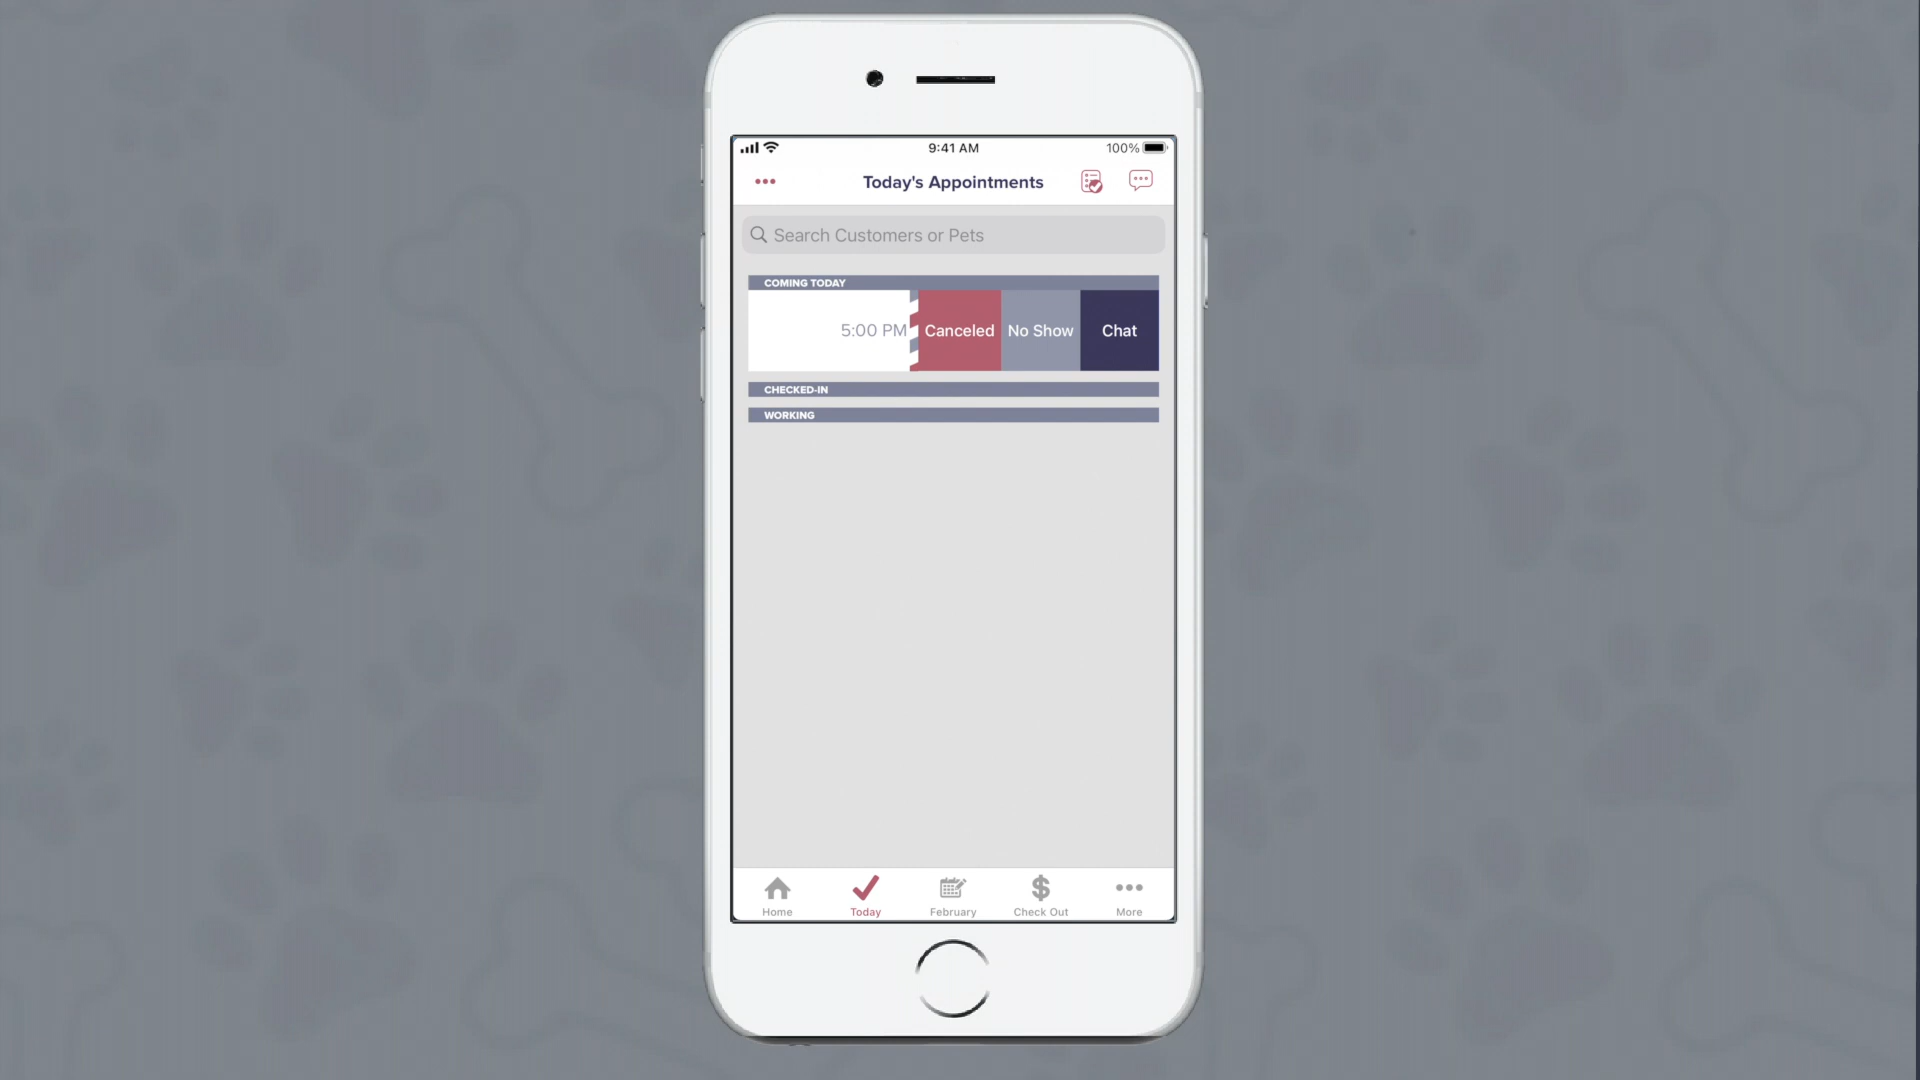 9:41 AM
100%
Today's Appointments
Search Customers or Pets
COMING TODAY
5:00 PM
Canceled
No Show
Chat
CHECKED-IN
WORKING
Home
Today
February
Check Out
More